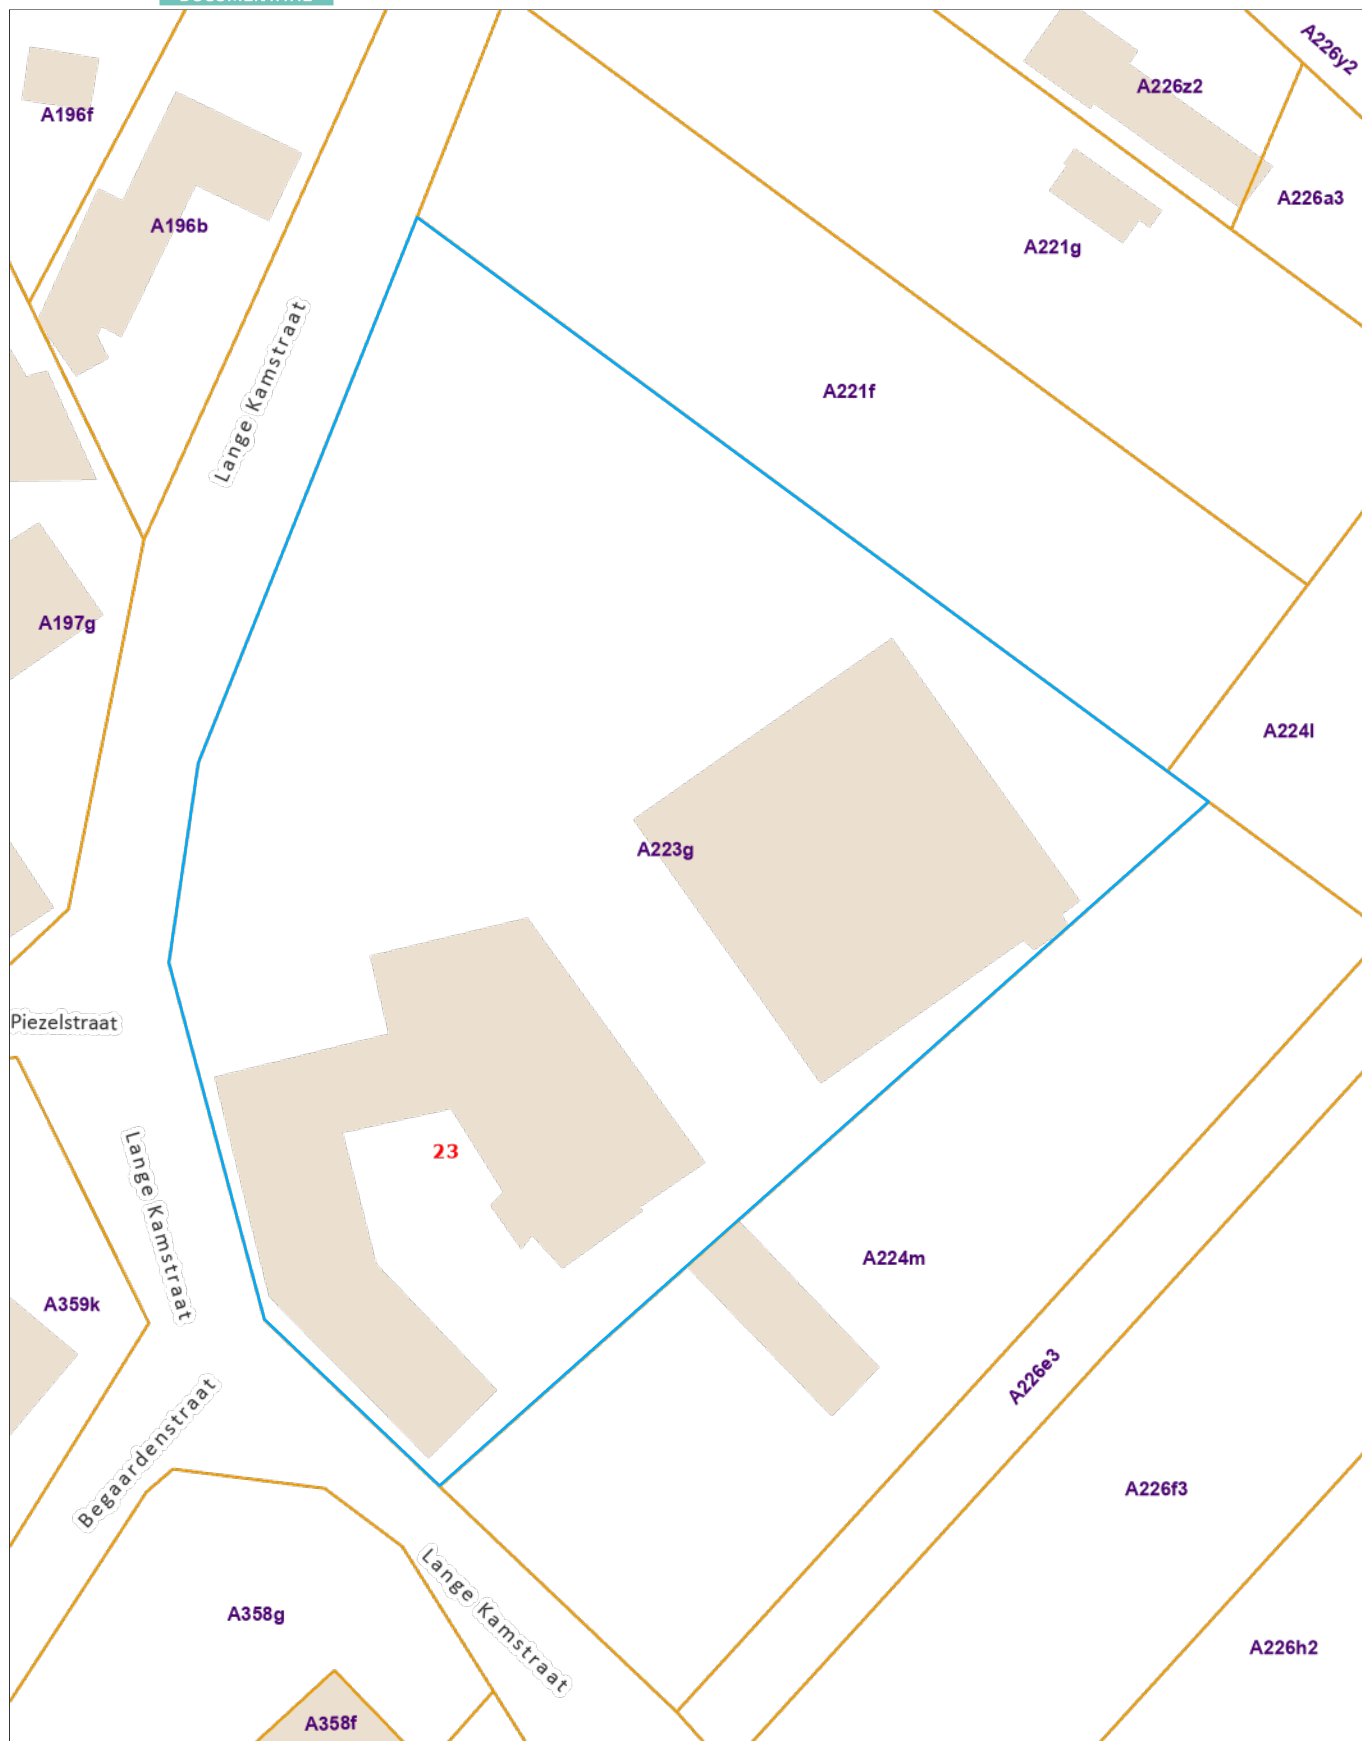 A226y2
A226z2
A196f
A226a3
A196b
A221g
Lange Kamstraat
A221f
A197g
A224l
A223g
Piezelstraat
23
Lange Kamstraat
A224m
A359k
A226e3
Begaardenstraat
A226f3
Lange Kamstraat
A358g
A226h2
A358f